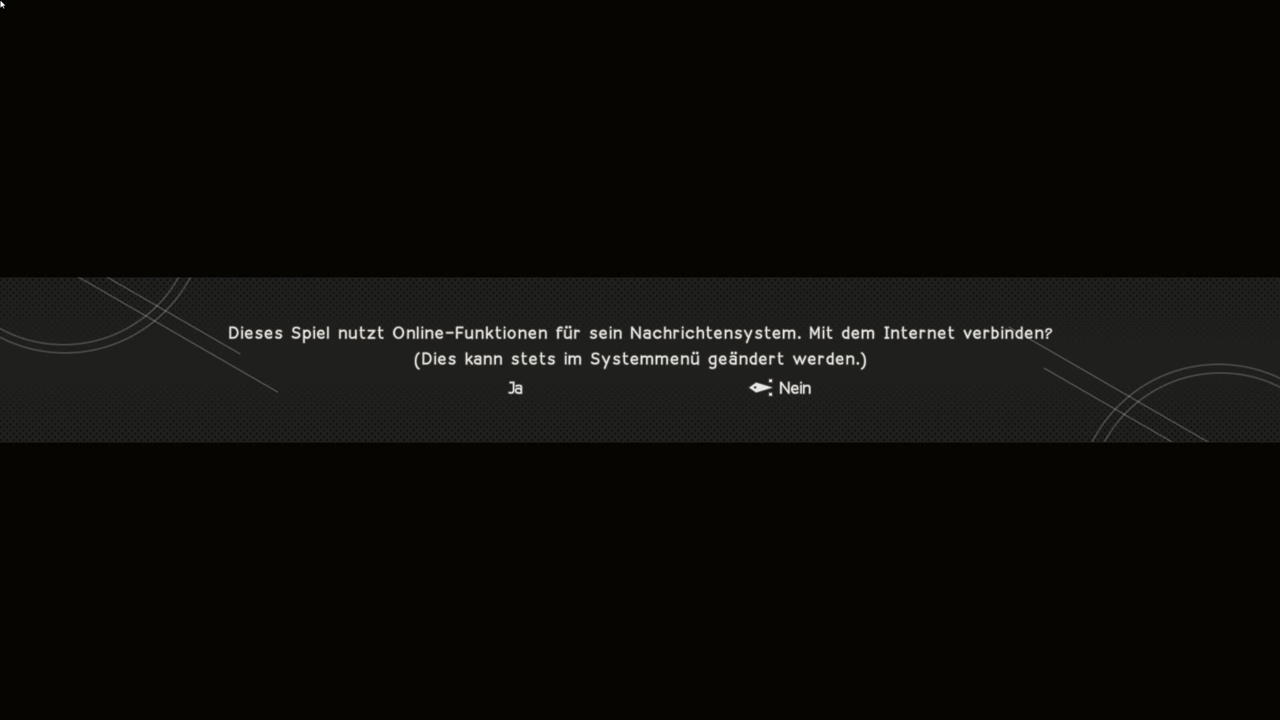 Dieses Spiel nutzt Online-Funktionen für sein Nachrichtensystem. Mit dem Internet verbinden?
(Dies kann stets im Systemmenü geändert werden.)
Ja Nein